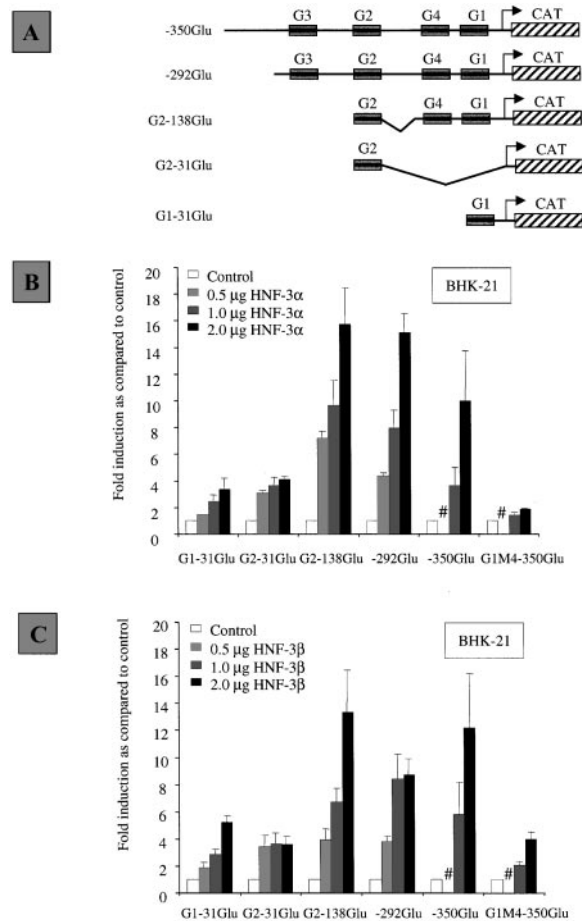 A
-350Glu G3 G2 G4 G1 CAT
-292Glu G3 G2 G4 G1 CAT
G2-138Glu G2 G4 G1 CAT
G2-31Glu G2 CAT
G1-31Glu G1 CAT
B
Fold induction as compared to control
20
18
16
14
12
10
8
6
4
2
0
Control
0.5 µg HNF-3α
1.0 µg HNF-3α
2.0 µg HNF-3α
BHK-21
# #
G1-31Glu G2-31Glu G2-138Glu -292Glu -350Glu G1M4-350Glu
C
Fold induction as compared to control
20
18
16
14
12
10
8
6
4
2
0
Control
0.5 µg HNF-3β
1.0 µg HNF-3β
2.0 µg HNF-3β
BHK-21
# #
G1-31Glu G2-31Glu G2-138Glu -292Glu -350Glu G1M4-350Glu